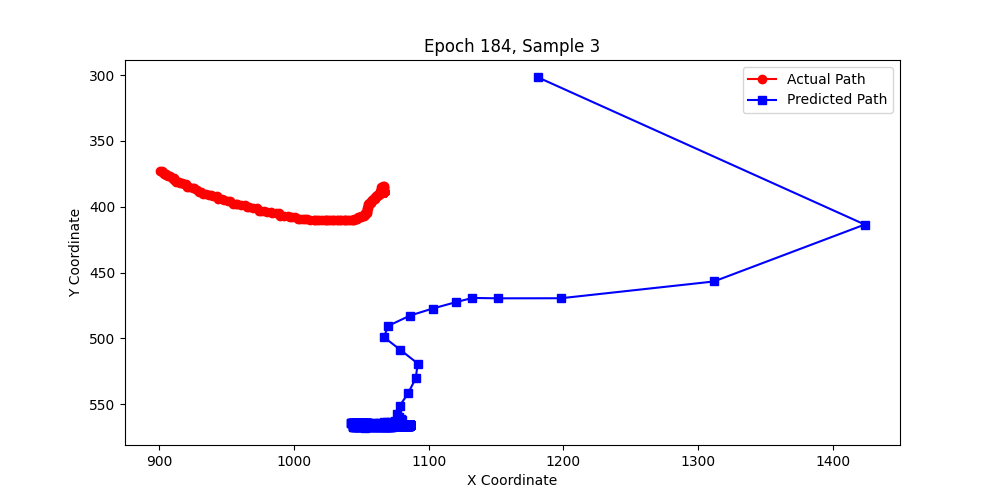 Epoch 184, Sample 3
Actual Path
Predicted Path
300
350
400
450
500
550
Y Coordinate
900
1000
1100
1200
1300
1400
X Coordinate